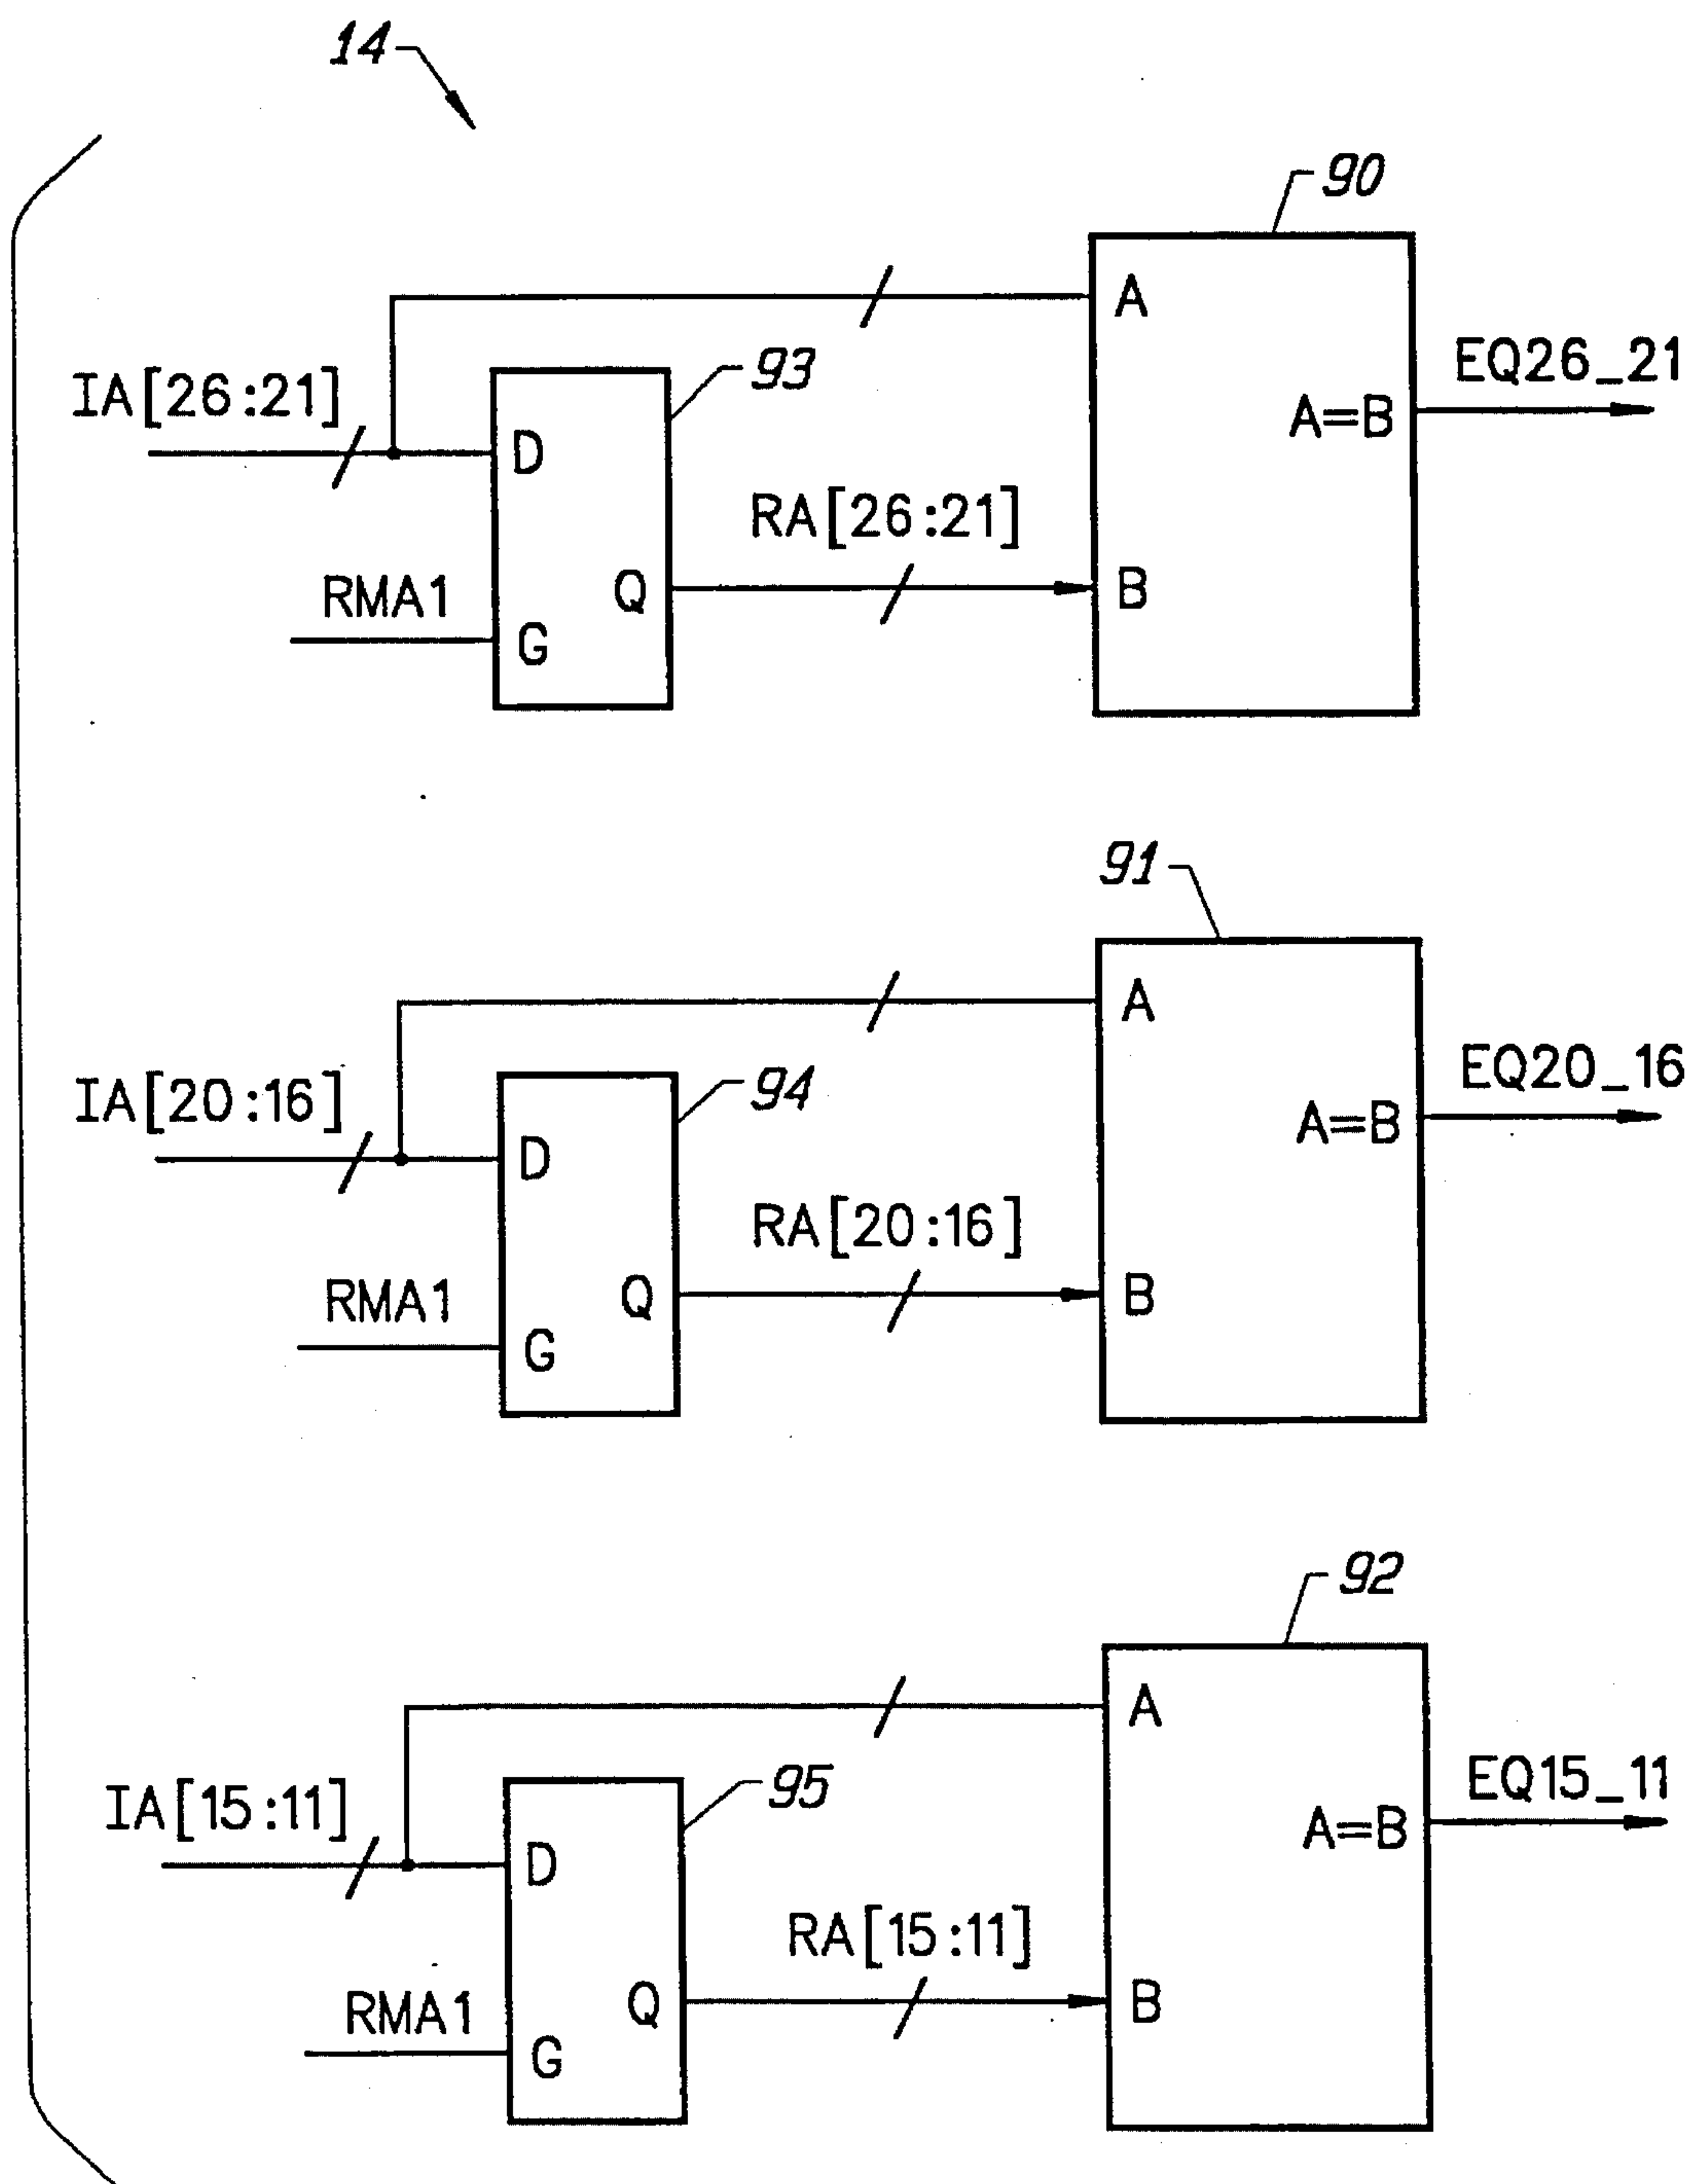 14
90
A
EQ26_21
93
IA[26:21]
A=B
D
RA[26:21]
RMA1
Q
B
G
91
A
EQ20_16
94
IA[20:16]
A=B
D
RA[20:16]
RMA1
Q
B
G
92
A
EQ15_11
95
IA[15:11]
A=B
D
RA[15:11]
RMA1
Q
B
G